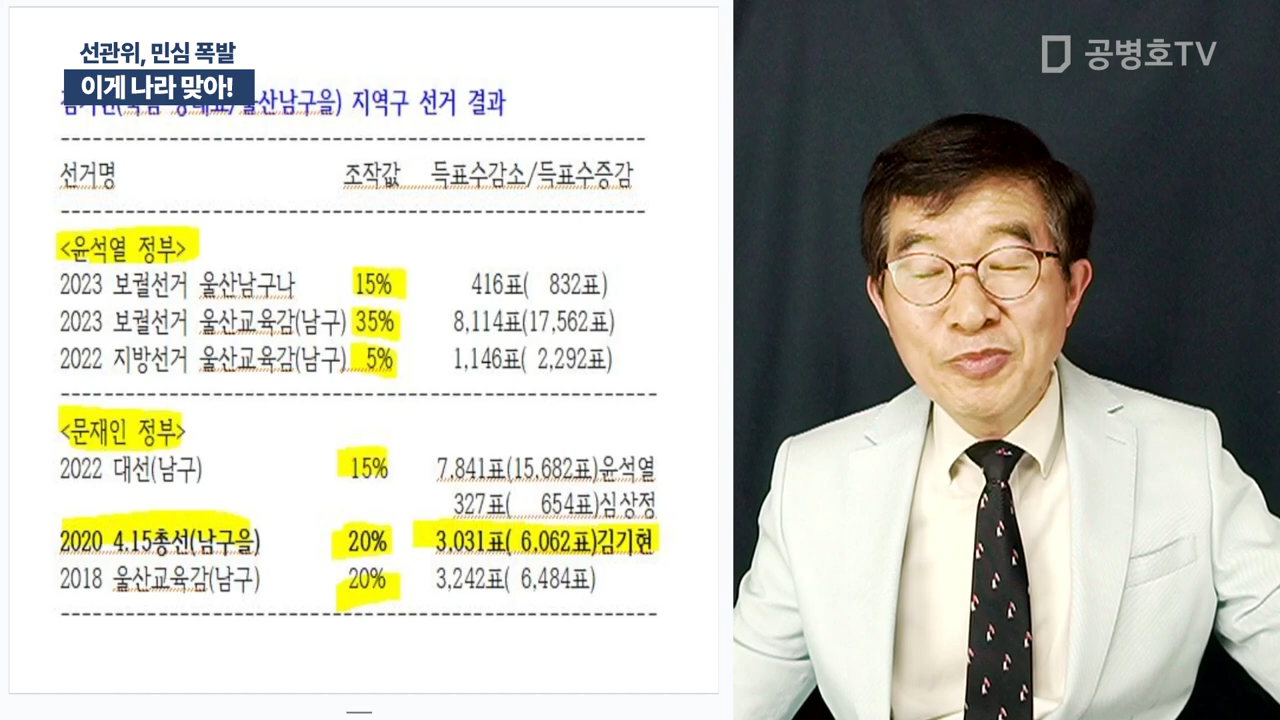 선관위, 민심 폭발
이게 나라 맞아!
공병호TV
울산남구을) 지역구 선거 결과
선거명 조작값 득표수감소/득표수증감
<윤석열 정부>
2023 보궐선거 울산남구나 15% 416표( 832표)
2023 보궐선거 울산교육감(남구) 35% 8,114표(17,562표)
2022 지방선거 울산교육감(남구) 5% 1,146표( 2,292표)
<문재인 정부>
2022 대선(남구) 15% 7,841표(15.682표)윤석열
327표( 654표)심상정
2020 4.15총선(남구을) 20% 3,031표( 6,062표)김기현
2018 울산교육감(남구) 20% 3,242표( 6,484표)